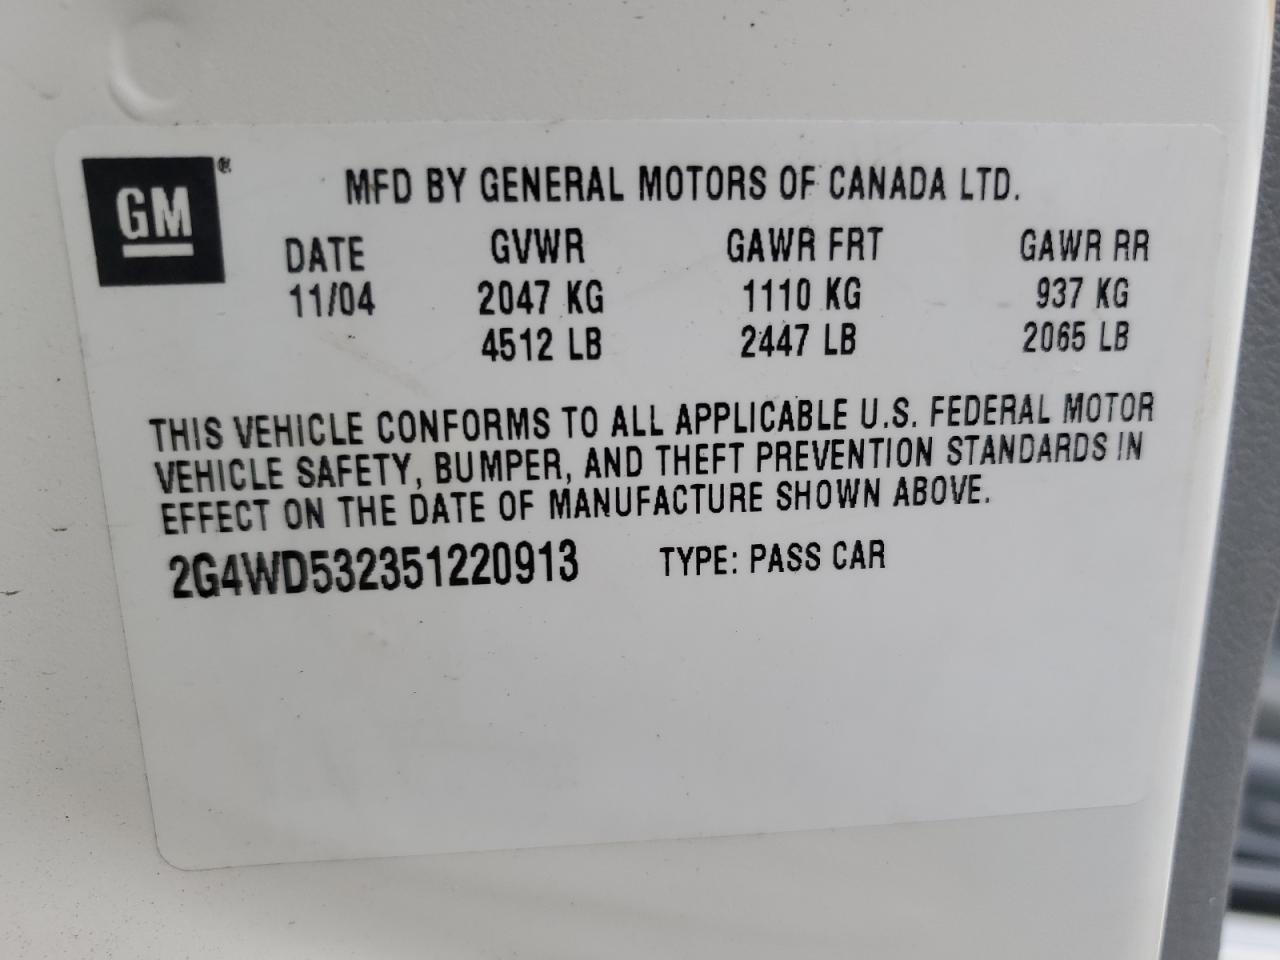 GM®
MFD BY GENERAL MOTORS OF CANADA LTD.
DATE GVWR GAWR FRT GAWR RR
11/04 2047 KG 1110 KG 937 KG
4512 LB 2447 LB 2065 LB
THIS VEHICLE CONFORMS TO ALL APPLICABLE U.S. FEDERAL MOTOR
VEHICLE SAFETY, BUMPER, AND THEFT PREVENTION STANDARDS IN
EFFECT ON THE DATE OF MANUFACTURE SHOWN ABOVE.
2G4WD532351220913 TYPE: PASS CAR